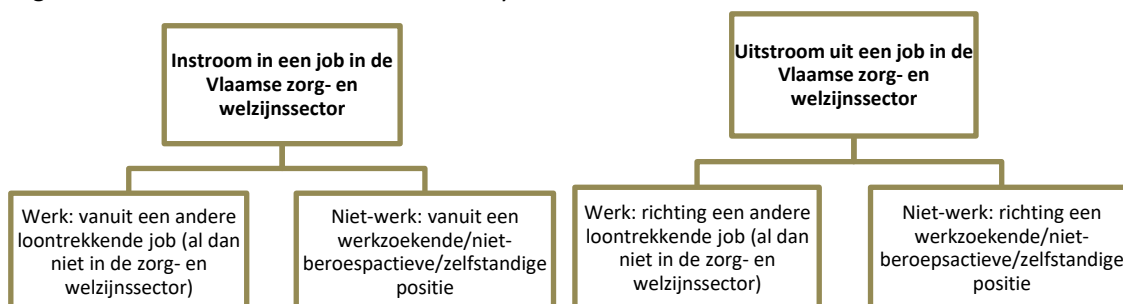 Instroom in een job in de
Vlaamse zorg- en
welzijnssector
Werk: vanuit een andere
loontrekkende job (al dan
niet in de zorg- en
welzijnssector)
Niet-werk: vanuit een
werkzoekende/niet-
beroespactieve/zelfstandige
positie
Uitstroom uit een job in de
Vlaamse zorg- en
welzijnssector
Werk: richting een andere
loontrekkende job (al dan
niet in de zorg- en
welzijnssector)
Niet-werk: richting een
werkzoekende/niet-
beroepsactieve/zelfstandige
positie